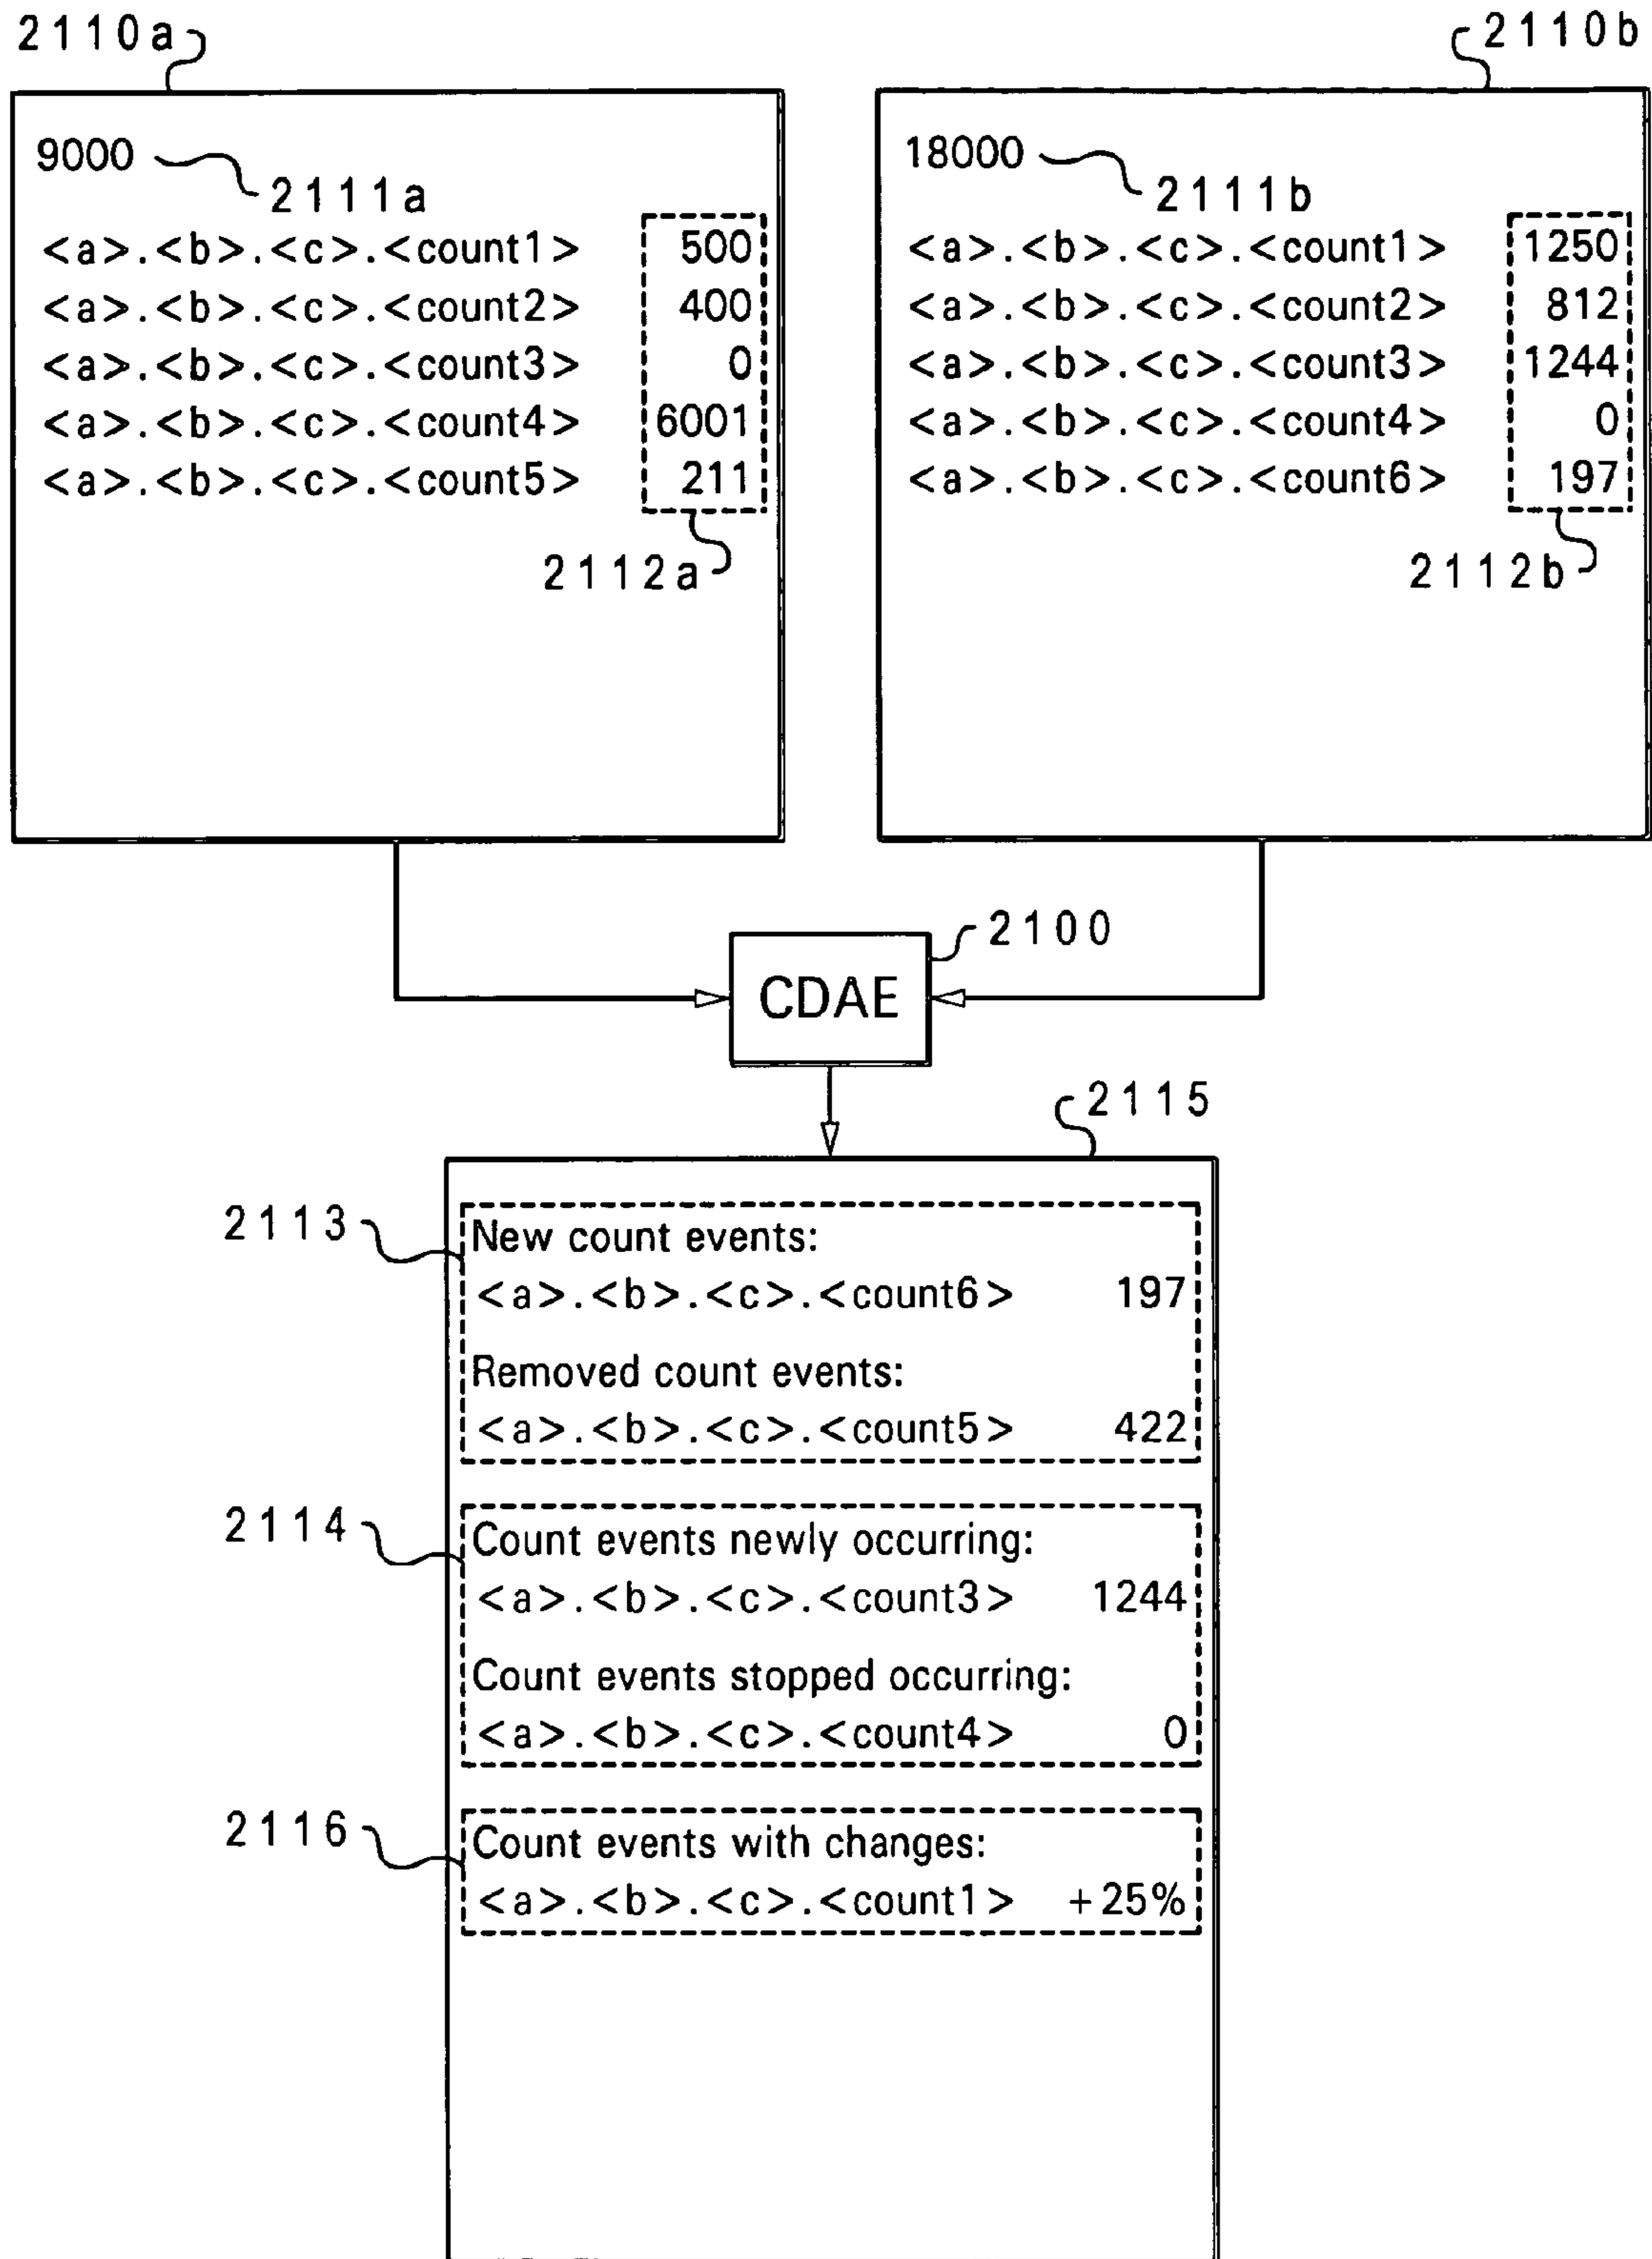 2110a
9000
2111a
<a>.<b>.<c>.<count1> 500
<a>.<b>.<c>.<count2> 400
<a>.<b>.<c>.<count3> 0
<a>.<b>.<c>.<count4> 6001
<a>.<b>.<c>.<count5> 211
2112a
2110b
18000
2111b
<a>.<b>.<c>.<count1> 1250
<a>.<b>.<c>.<count2> 812
<a>.<b>.<c>.<count3> 1244
<a>.<b>.<c>.<count4> 0
<a>.<b>.<c>.<count6> 197
2112b
2100
CDAE
2115
2113
New count events:
<a>.<b>.<c>.<count6> 197
Removed count events:
<a>.<b>.<c>.<count5> 422
2114
Count events newly occurring:
<a>.<b>.<c>.<count3> 1244
Count events stopped occurring:
<a>.<b>.<c>.<count4> 0
2116
Count events with changes:
<a>.<b>.<c>.<count1> +25%